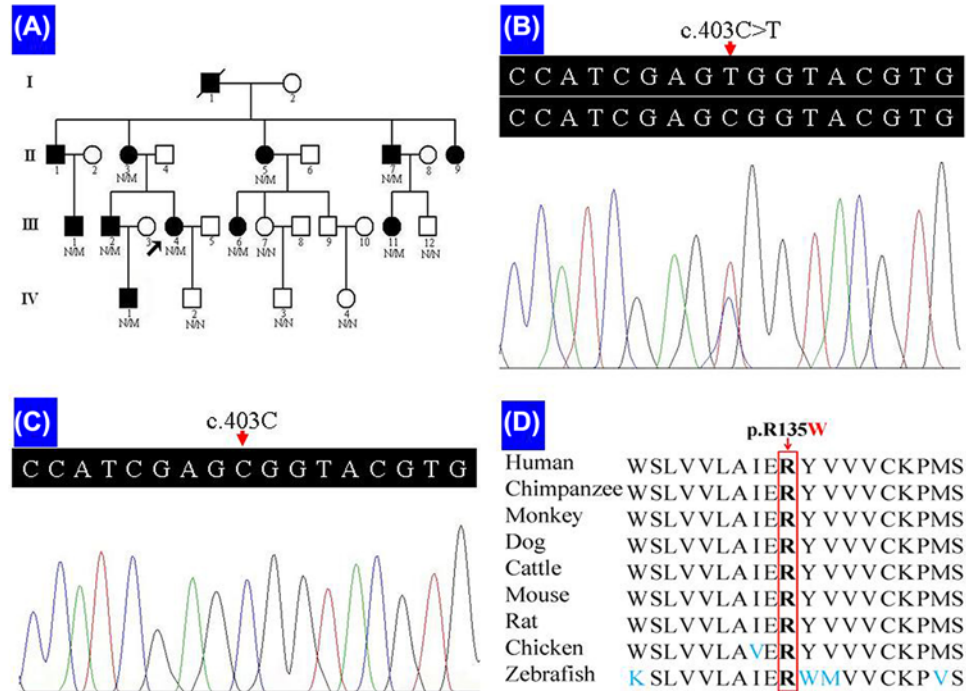 (A)
I
1 2
II
1 2 3 4 5 6 7 8 9
N/M N/M N/M
III
1 2 3 4 5 6 7 8 9 10 11 12
N/M N/M N/M N/M N/N N/M N/N
IV
1 2 3 4
N/M N/N N/N N/N
(B)
c.403C>T
C C A T C G A G T G G T A C G T G
C C A T C G A G C G G T A C G T G
(C)
c.403C
C C A T C G A G C G G T A C G T G
(D)
p.R135W
Human WSLVVLAIERYVVVCKPMS
Chimpanzee WSLVVLAIERYVVVCKPMS
Monkey WSLVVLAIERYVVVCKPMS
Dog WSLVVLAIERYVVVCKPMS
Cattle WSLVVLAIERYVVVCKPMS
Mouse WSLVVLAIERYVVVCKPMS
Rat WSLVVLAIERYVVVCKPMS
Chicken WSLVVLAVERYVVVCKPMS
Zebrafish KSLVVLAIERWMVVCKPVS